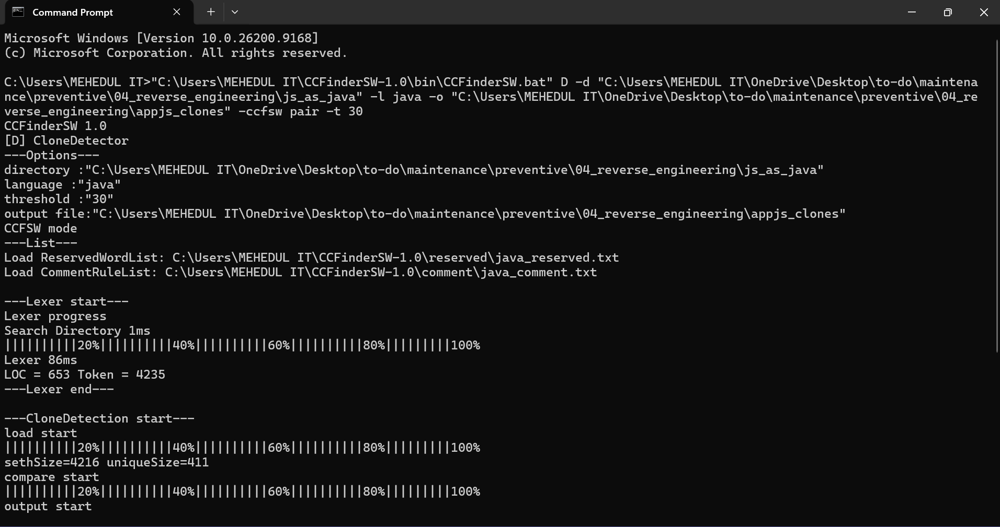 Command Prompt
Microsoft Windows [Version 10.0.26200.9168]
(c) Microsoft Corporation. All rights reserved.
C:\Users\MEHEDUL IT>"C:\Users\MEHEDUL IT\CCFinderSW-1.0\bin\CCFinderSW.bat" D -d "C:\Users\MEHEDUL IT\OneDrive\Desktop\to-do\maintena
nce\preventive\04_reverse_engineering\js_as_java" -l java -o "C:\Users\MEHEDUL IT\OneDrive\Desktop\to-do\maintenance\preventive\04_re
verse_engineering\appjs_clones" -ccfsw pair -t 30
CCFinderSW 1.0
[D] CloneDetector
---Options---
directory :"C:\Users\MEHEDUL IT\OneDrive\Desktop\to-do\maintenance\preventive\04_reverse_engineering\js_as_java"
language :"java"
threshold :"30"
output file:"C:\Users\MEHEDUL IT\OneDrive\Desktop\to-do\maintenance\preventive\04_reverse_engineering\appjs_clones"
CCFSW mode
---List---
Load ReservedWordList: C:\Users\MEHEDUL IT\CCFinderSW-1.0\reserved\java_reserved.txt
Load CommentRuleList: C:\Users\MEHEDUL IT\CCFinderSW-1.0\comment\java_comment.txt
---Lexer start---
Lexer progress
Search Directory 1ms
||||||||||20%||||||||||40%||||||||||60%||||||||||80%|||||||||100%
Lexer 86ms
LOC = 653 Token = 4235
---Lexer end---
---CloneDetection start---
load start
||||||||||20%||||||||||40%||||||||||60%||||||||||80%|||||||||100%
sethSize=4216 uniqueSize=411
compare start
||||||||||20%||||||||||40%||||||||||60%||||||||||80%|||||||||100%
output start